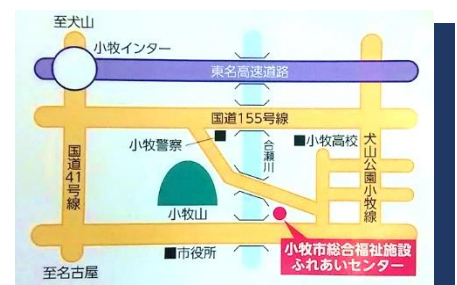 至犬山
小牧インター
東名高速道路
国道155号線
小牧警察
合瀬川
■小牧高校
国道41号線
犬山公園小牧線
小牧山
■市役所
小牧市総合福祉施設
ふれあいセンター
至名古屋